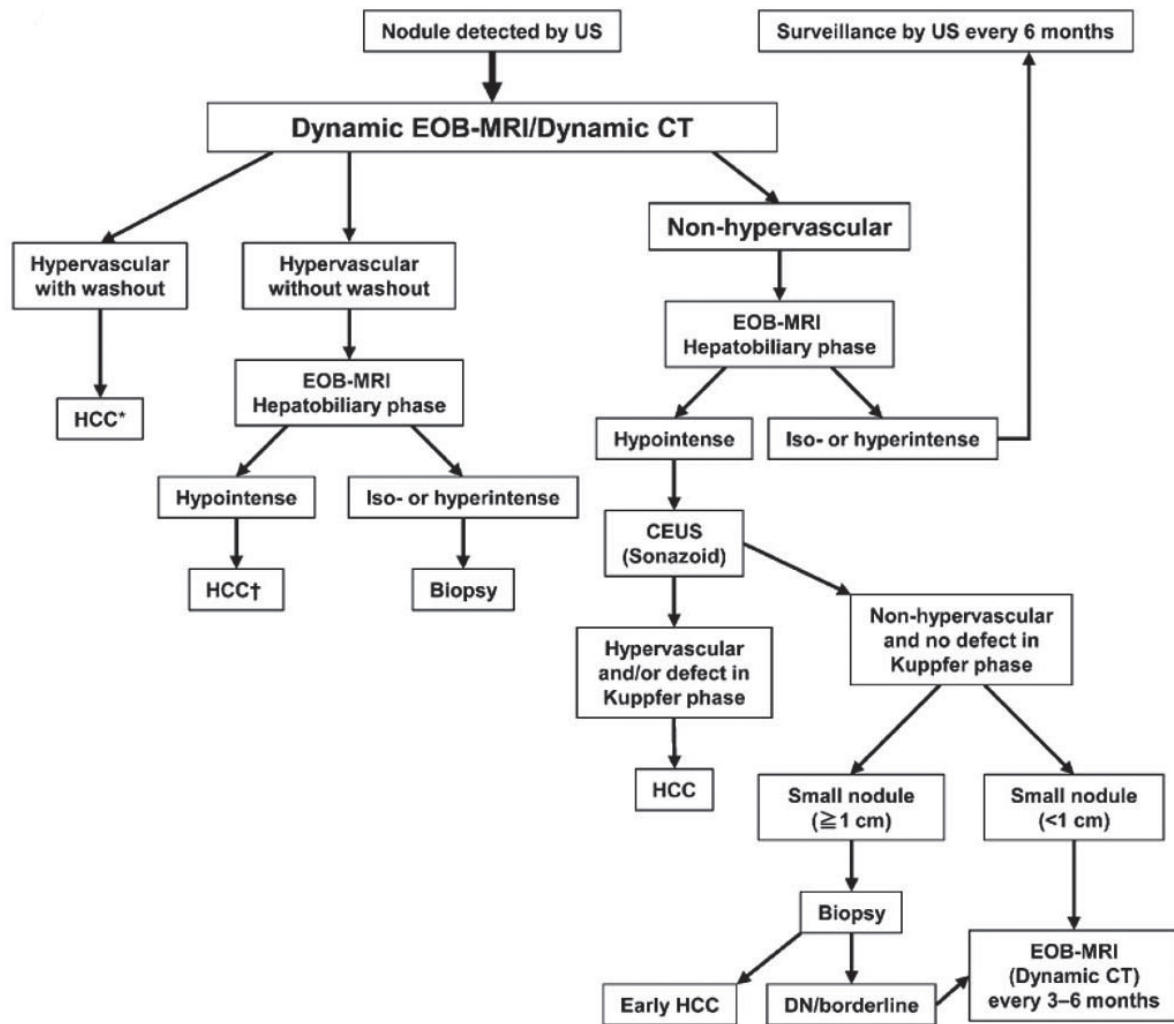 Nodule detected by US
Surveillance by US every 6 months
Dynamic EOB-MRI/Dynamic CT
Hypervascular
with washout
Hypervascular
without washout
Non-hypervascular
HCC*
EOB-MRI
Hepatobiliary phase
EOB-MRI
Hepatobiliary phase
Hypointense
Iso- or hyperintense
Hypointense
Iso- or hyperintense
HCC†
Biopsy
CEUS
(Sonazoid)
Hypervascular
and/or defect in
Kuppfer phase
Non-hypervascular
and no defect in
Kuppfer phase
HCC
Small nodule
(≧1 cm)
Small nodule
(<1 cm)
Biopsy
Early HCC
DN/borderline
EOB-MRI
(Dynamic CT)
every 3–6 months